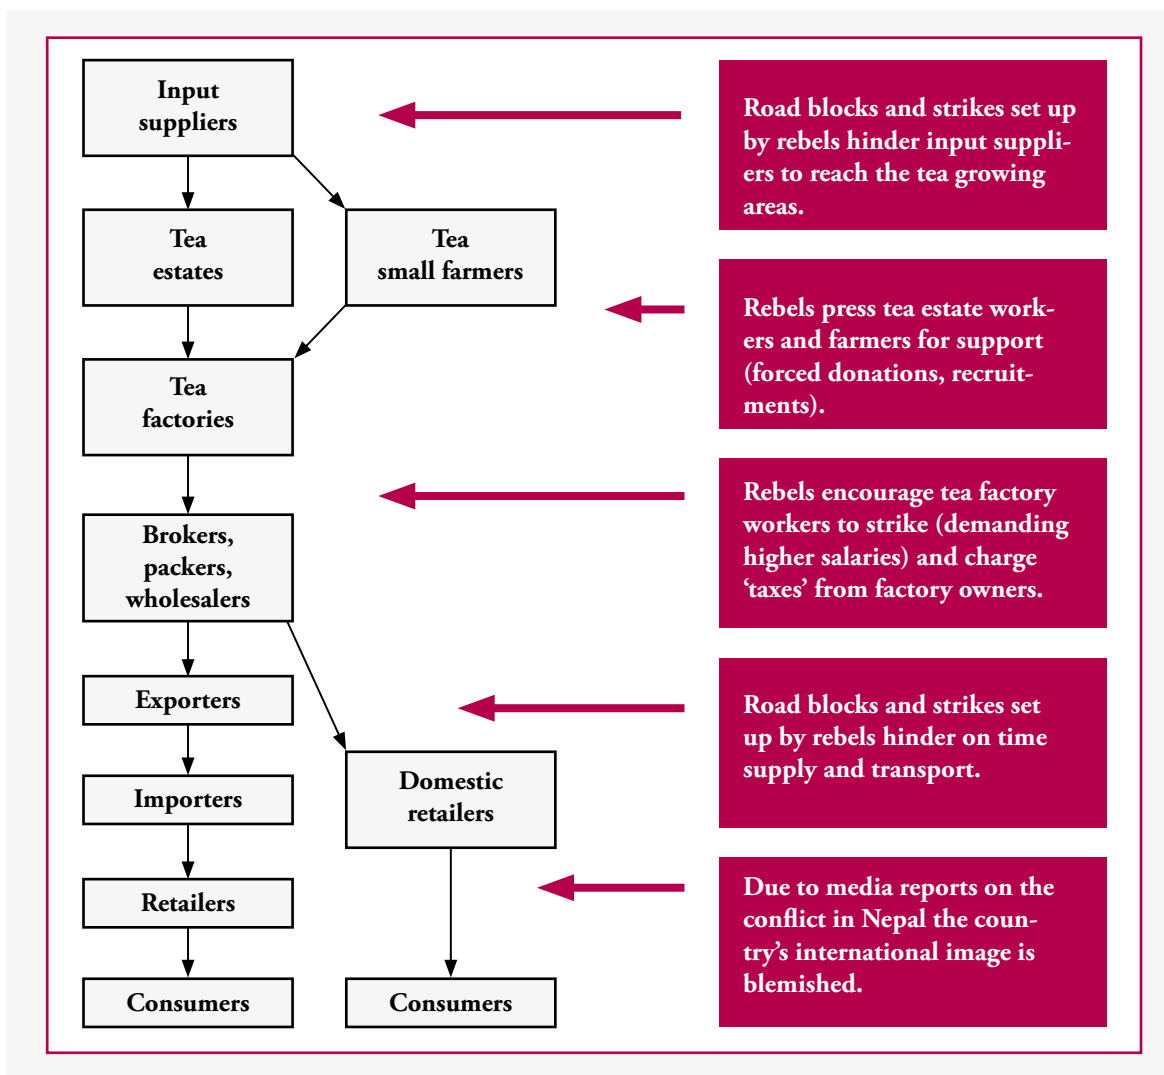 Input
suppliers
Road blocks and strikes set up
by rebels hinder input suppli-
ers to reach the tea growing
areas.
Tea
estates
Tea
small farmers
Rebels press tea estate work-
ers and farmers for support
(forced donations, recruit-
ments).
Tea
factories
Rebels encourage tea factory
workers to strike (demanding
higher salaries) and charge
‘taxes’ from factory owners.
Brokers,
packers,
wholesalers
Exporters
Road blocks and strikes set
up by rebels hinder on time
supply and transport.
Importers
Domestic
retailers
Retailers
Due to media reports on the
conflict in Nepal the coun-
try’s international image is
blemished.
Consumers
Consumers